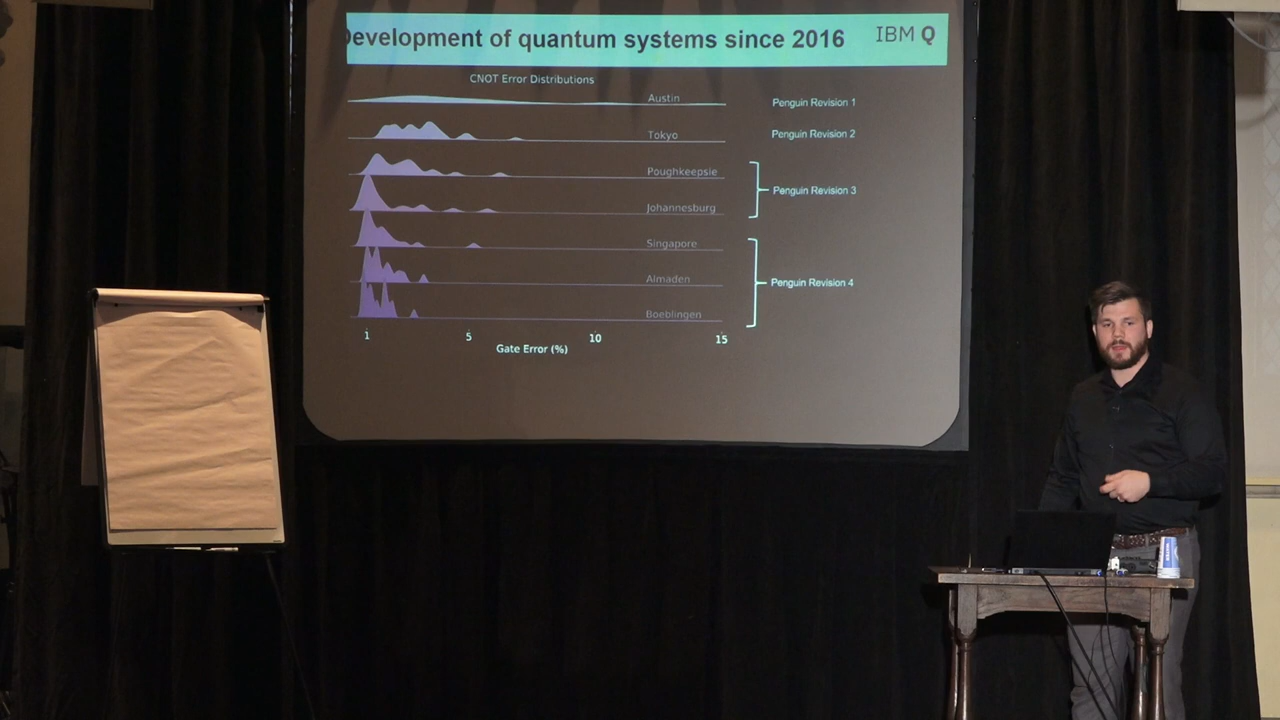 Development of quantum systems since 2016
IBM Q
CNOT Error Distributions
Austin
Penguin Revision 1
Tokyo
Penguin Revision 2
Poughkeepsie
Penguin Revision 3
Johannesburg
Singapore
Almaden
Penguin Revision 4
Boeblingen
1 5 10 15
Gate Error (%)